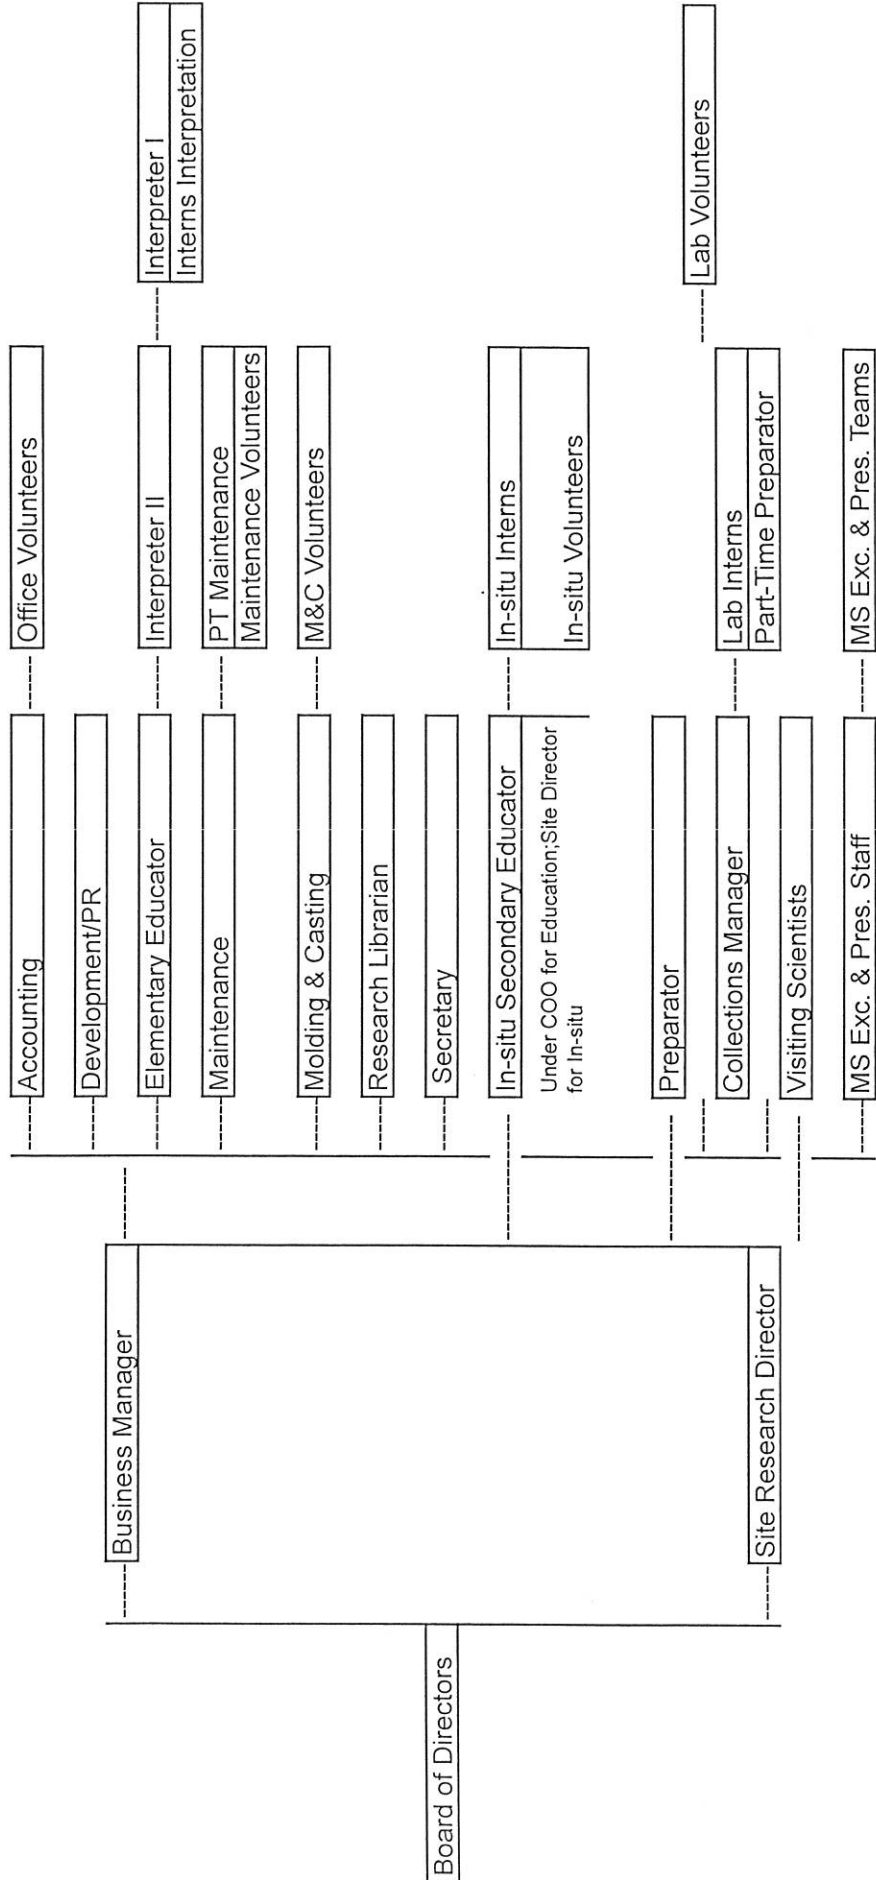 Board of Directors
Business Manager
Site Research Director
Accounting
Development/PR
Elementary Educator
Maintenance
Molding & Casting
Research Librarian
Secretary
In-situ Secondary Educator
Under COO for Education;Site Director
for In-situ
Preparator
Collections Manager
Visiting Scientists
MS Exc. & Pres. Staff
Office Volunteers
Interpreter II
PT Maintenance
Maintenance Volunteers
M&C Volunteers
In-situ Interns
In-situ Volunteers
Lab Interns
Part-Time Preparator
MS Exc. & Pres. Teams
Interpreter I
Interns Interpretation
Lab Volunteers